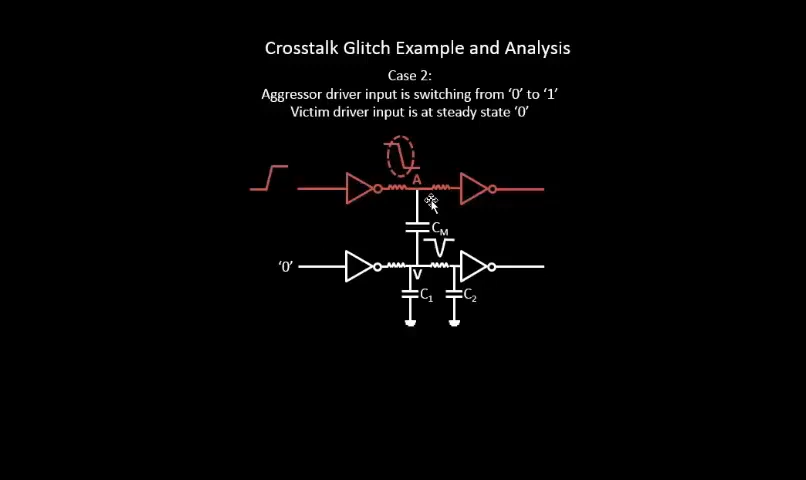 Crosstalk Glitch Example and Analysis
Case 2:
Aggressor driver input is switching from ‘0’ to ‘1’
Victim driver input is at steady state ‘0’
A
C_M
‘0’
V
C₁
C₂